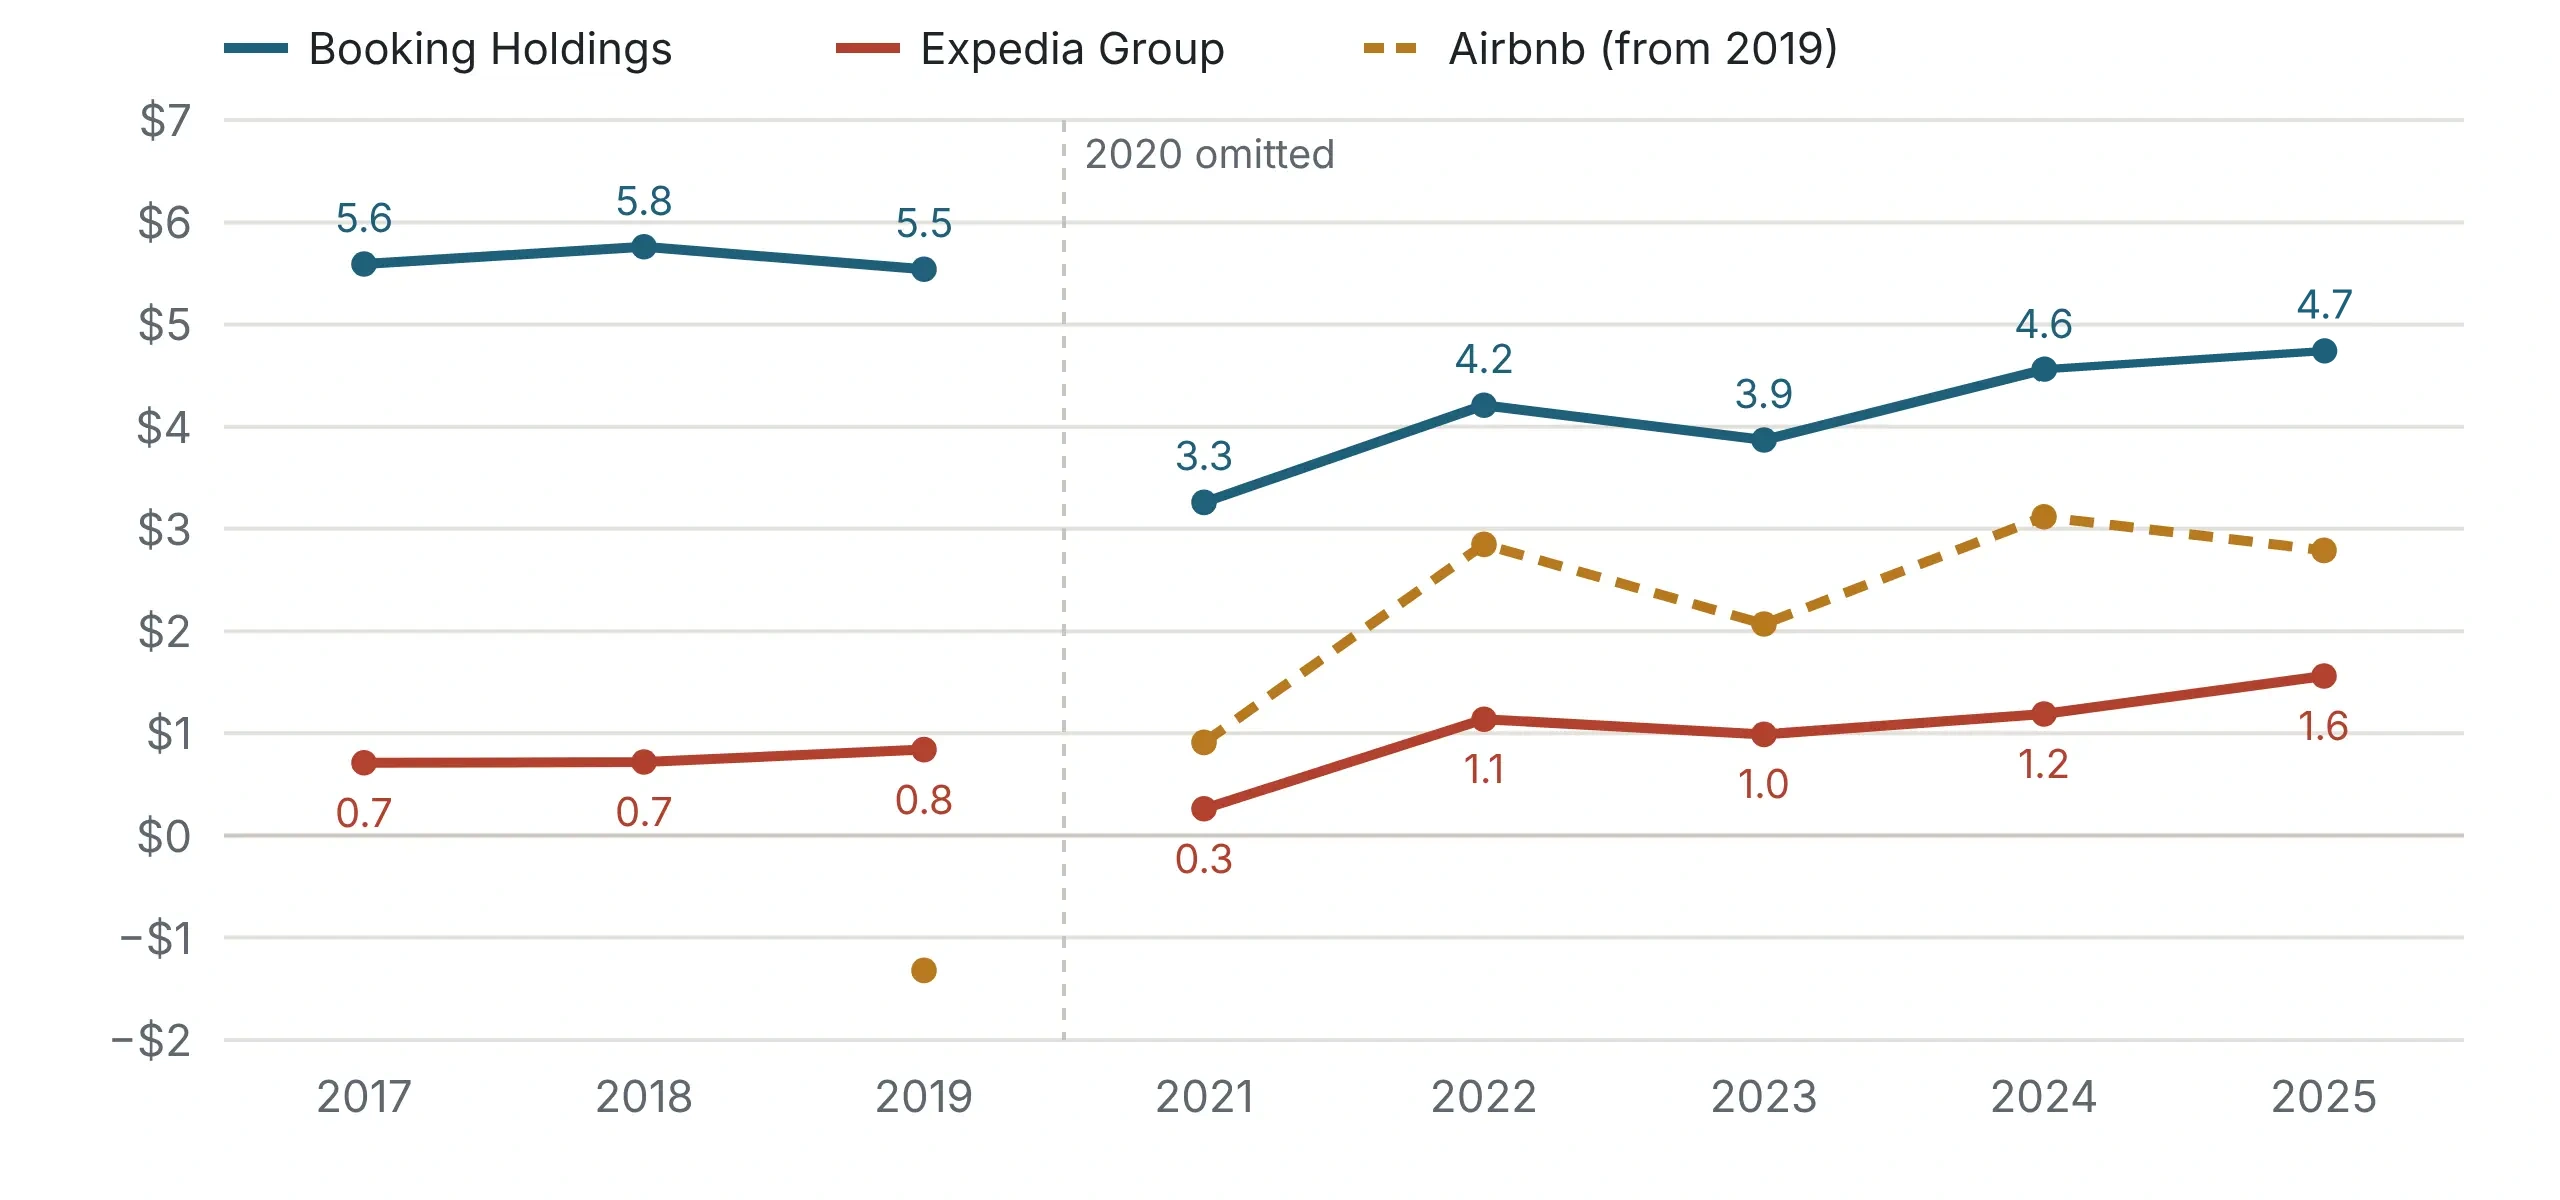 Booking Holdings Expedia Group Airbnb (from 2019)
$7
2020 omitted
5.6 5.8 5.5
$6
$5
4.6 4.7
4.2 3.9
$4
3.3
$3
$2
$1
1.6
1.1 1.0 1.2
0.7 0.7 0.8
$0
0.3
−$1
−$2
2017 2018 2019 2021 2022 2023 2024 2025